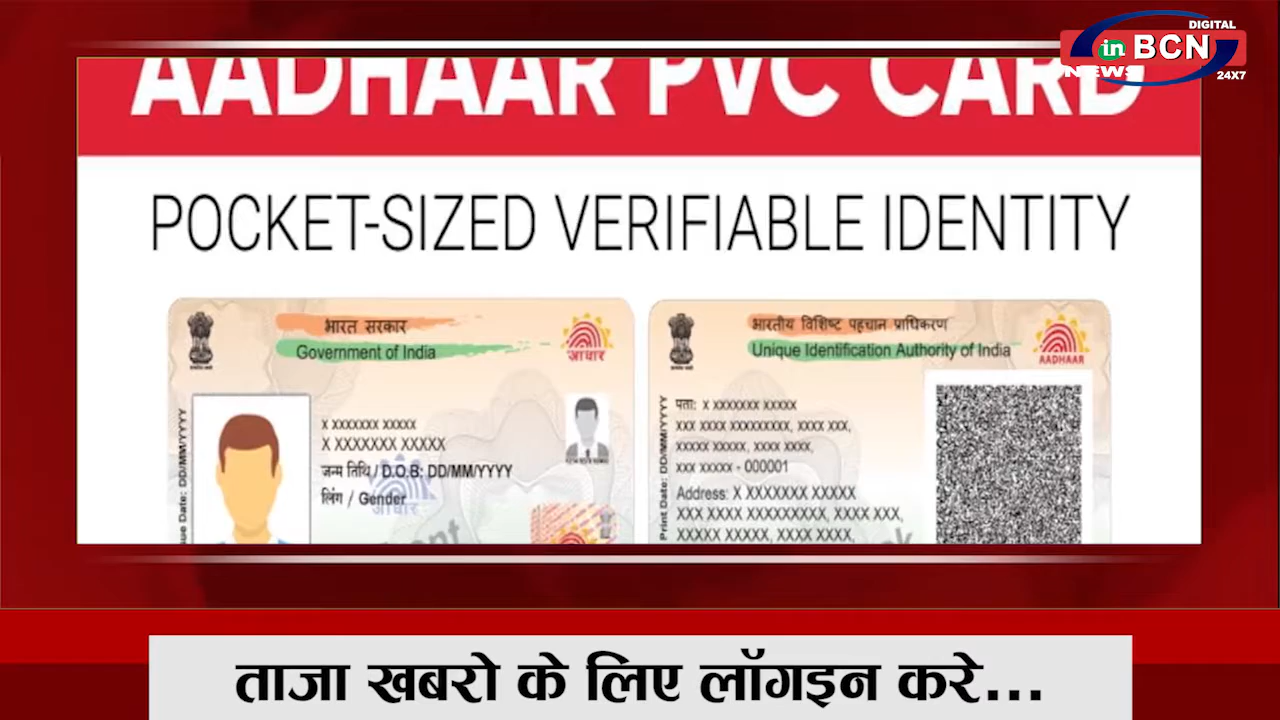 DIGITAL
in BCN
NEWS
24X7
AADHAAR PVC CARD
POCKET-SIZED VERIFIABLE IDENTITY
भारत सरकार
Government of India
आधार
X XXXXXXX XXXXX
X XXXXXXX XXXXX
जन्म तिथि / D.O.B: DD/MM/YYYY
लिंग / Gender
आधार
भारतीय विशिष्ट पहचान प्राधिकरण
Unique Identification Authority of India
AADHAAR
पता: X XXXXXXX XXXXX
XXX XXXX XXXXXXXXX, XXXX XXX,
XXXXX XXXXX, XXXX XXXX,
XXX XXXXX - 000001
Address: X XXXXXXX XXXXX
XXX XXXX XXXXXXXXX, XXXX XXX,
XXXXX XXXXX, XXXX XXXX,
Print Date: DD/MM/YYYY
ताजा खबरो के लिए लॉगइन करे...